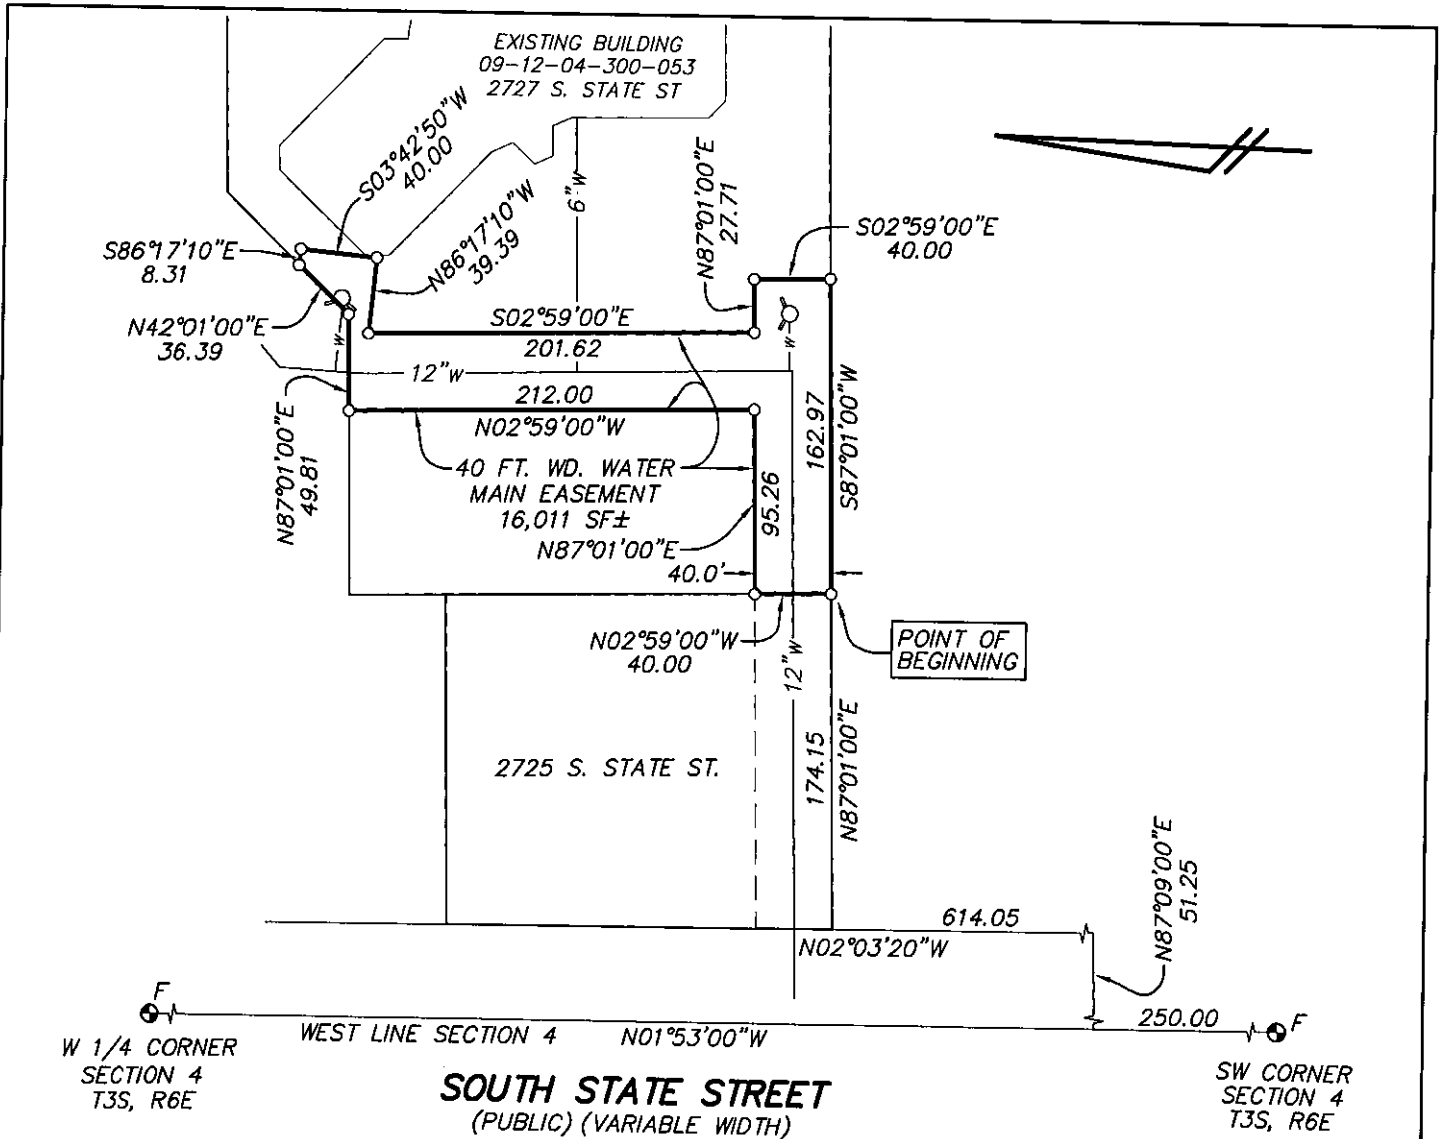 EXISTING BUILDING
09-12-04-300-053
2727 S. STATE ST
S03°42'50"W
40.00
S86°17'10"E
8.31
N86°17'10"W
39.39
6"W
N87°01'00"E
27.71
S02°59'00"E
40.00
N42°01'00"E
36.39
W
S02°59'00"E
201.62
W
12"W
212.00
N02°59'00"W
N87°01'00"E
49.81
162.97
S87°01'00"W
40 FT. WD. WATER
MAIN EASEMENT
16,011 SF±
95.26
N87°01'00"E
40.0'
N02°59'00"W
40.00
12"W
POINT OF
BEGINNING
2725 S. STATE ST.
174.15
N87°01'00"E
614.05
N02°03'20"W
N87°09'00"E
51.25
F
WEST LINE SECTION 4
N01°53'00"W
250.00
F
W 1/4 CORNER
SECTION 4
T3S, R6E
SOUTH STATE STREET
(PUBLIC) (VARIABLE WIDTH)
SW CORNER
SECTION 4
T3S, R6E